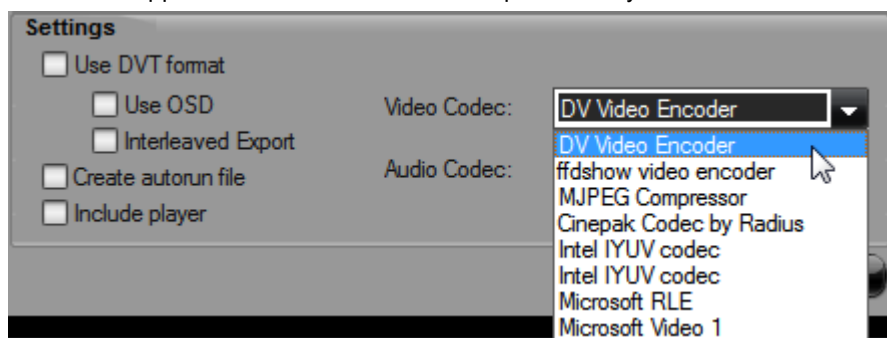 Settings
Use DVT format
Use OSD
Interleaved Export
Create autorun file
Include player
Video Codec:
DV Video Encoder
Audio Codec:
DV Video Encoder
ffdshow video encoder
MJPEG Compressor
Cinepak Codec by Radius
Intel IYUV codec
Intel IYUV codec
Microsoft RLE
Microsoft Video 1